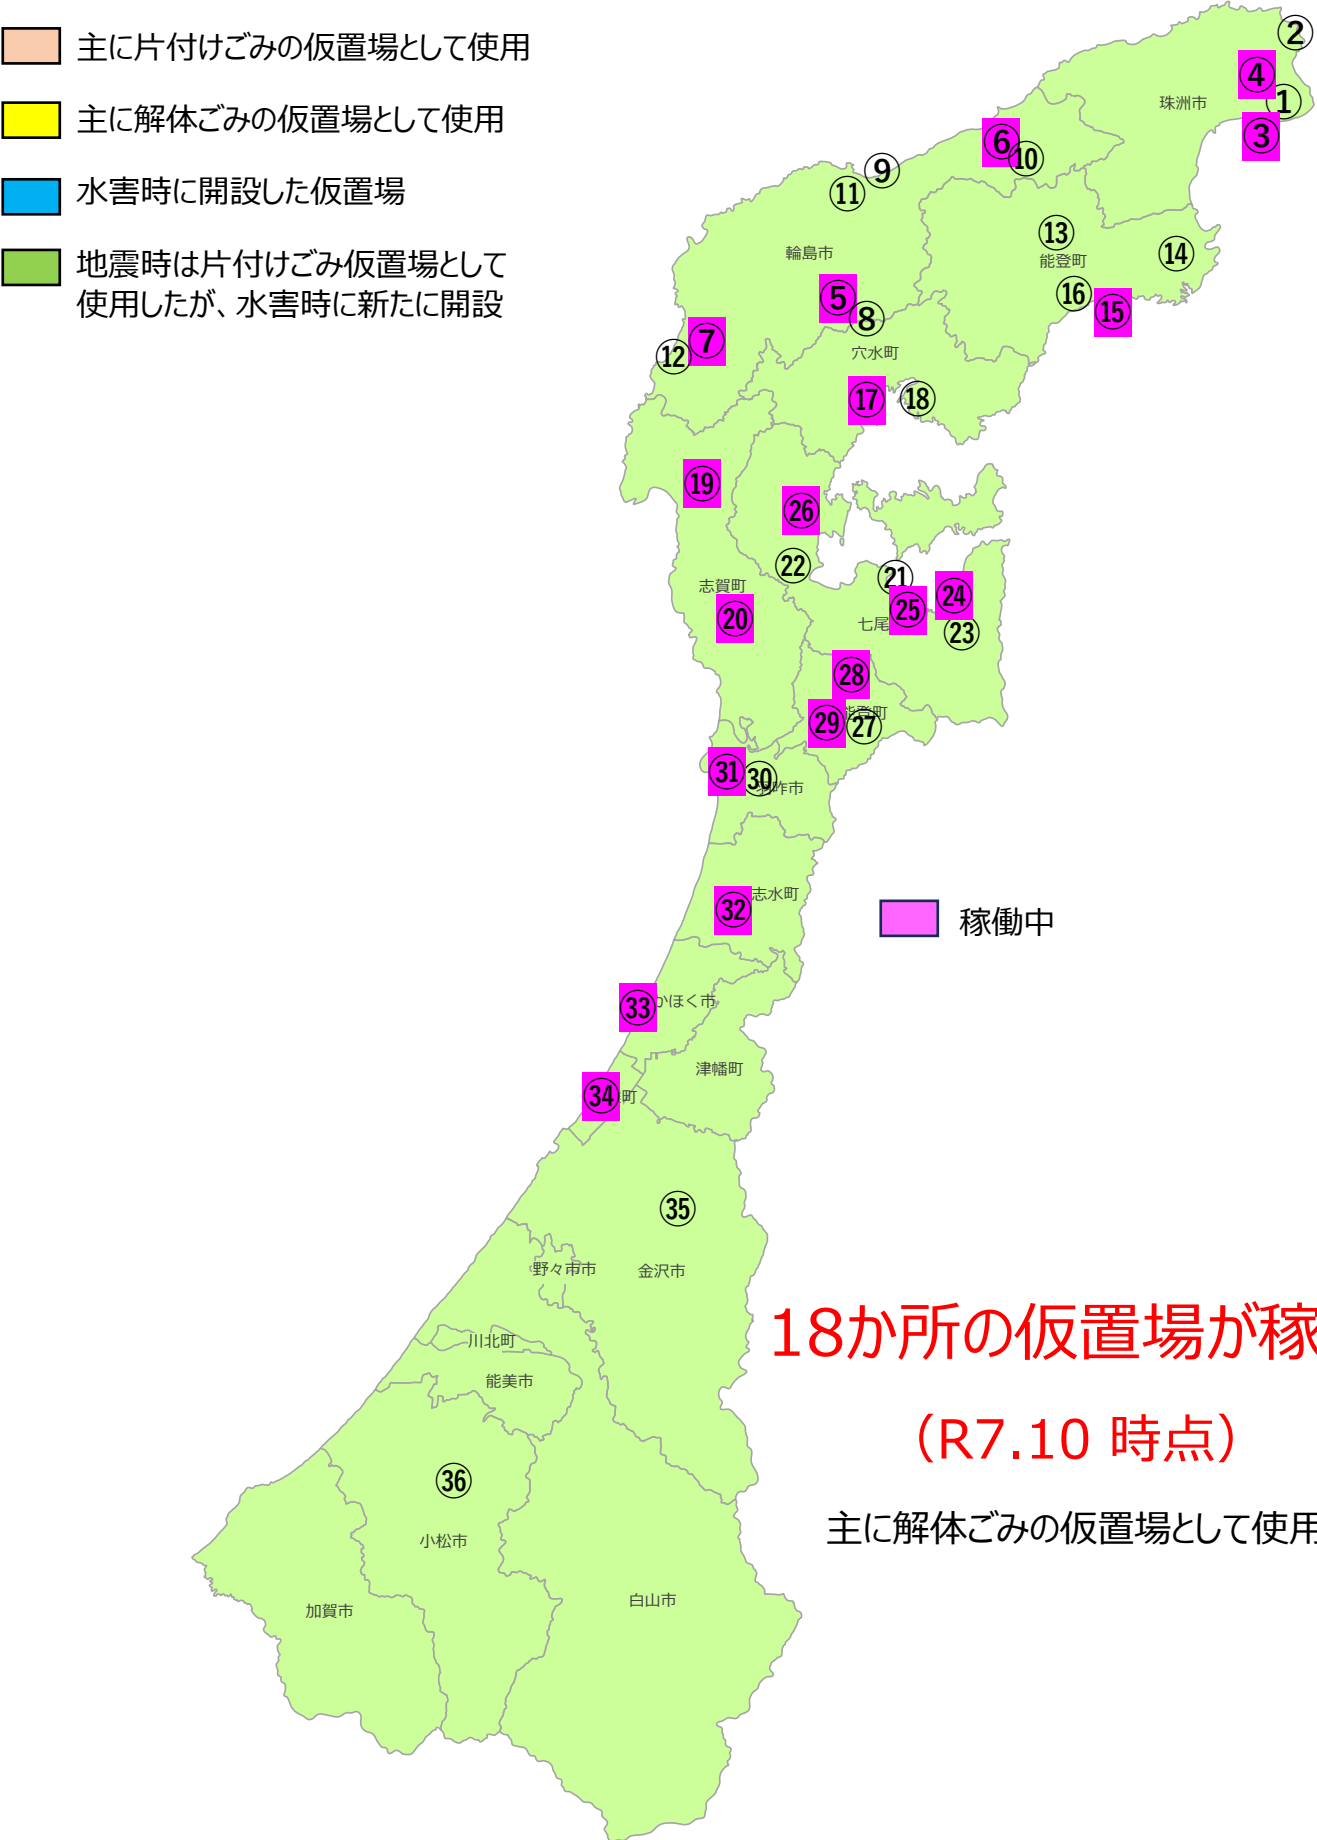 主に片付けごみの仮置場として使用
主に解体ごみの仮置場として使用
水害時に開設した仮置場
地震時は片付けごみ仮置場として
使用したが、水害時に新たに開設
②
④
珠洲市
①
③
⑥
⑩
⑨
⑪
⑬
能登町
⑭
輪島市
⑤
⑧
⑯
⑮
⑦
⑫
穴水町
⑰
⑱
⑲
㉖
㉒
㉑
志賀町
⑳
㉕
㉔
七尾
㉓
㉘
能登町
㉙
㉗
㉛
㉚
咋市
志水町
㉜
稼働中
㉝
かほく市
津幡町
㉞
町
㉟
野々市市
金沢市
18か所の仮置場が稼
川北町
能美市
（R7.10 時点）
㊱
小松市
主に解体ごみの仮置場として使用
加賀市
白山市